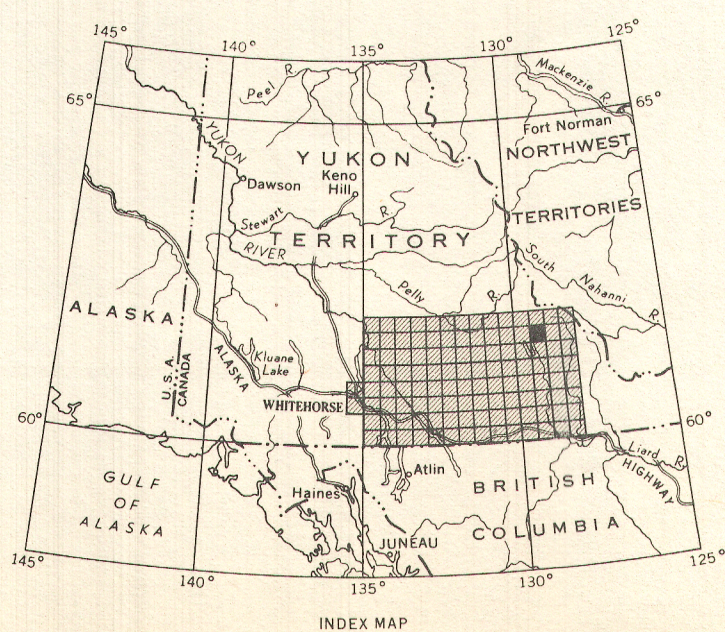 145°
140°
135°
130°
125°
65°
Peel R.
Mackenzie R.
65°
Fort Norman
YUKON
YUKON
NORTHWEST
Keno
Hill
Dawson
TERRITORIES
Stewart R.
TERRITORY
RIVER
South Nahanni R.
Pelly R.
ALASKA
U.S.A.
CANADA
ALASKA
Kluane
Lake
WHITEHORSE
60°
60°
Liard R.
HIGHWAY
Atlin
GULF
OF
ALASKA
BRITISH
Haines
COLUMBIA
JUNEAU
145°
140°
135°
130°
125°
INDEX MAP